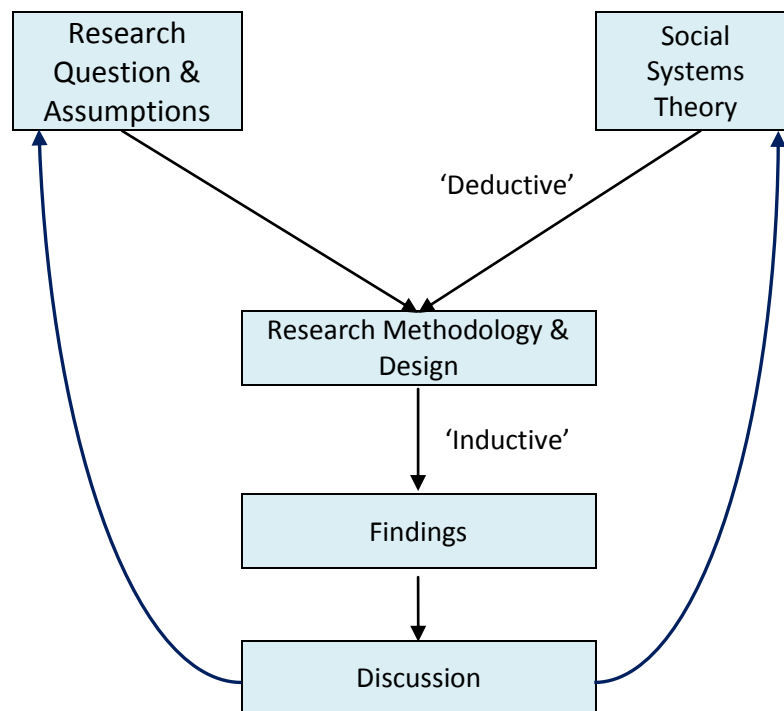 Research
Question &
Assumptions
Social
Systems
Theory
‘Deductive’
Research Methodology &
Design
‘Inductive’
Findings
Discussion